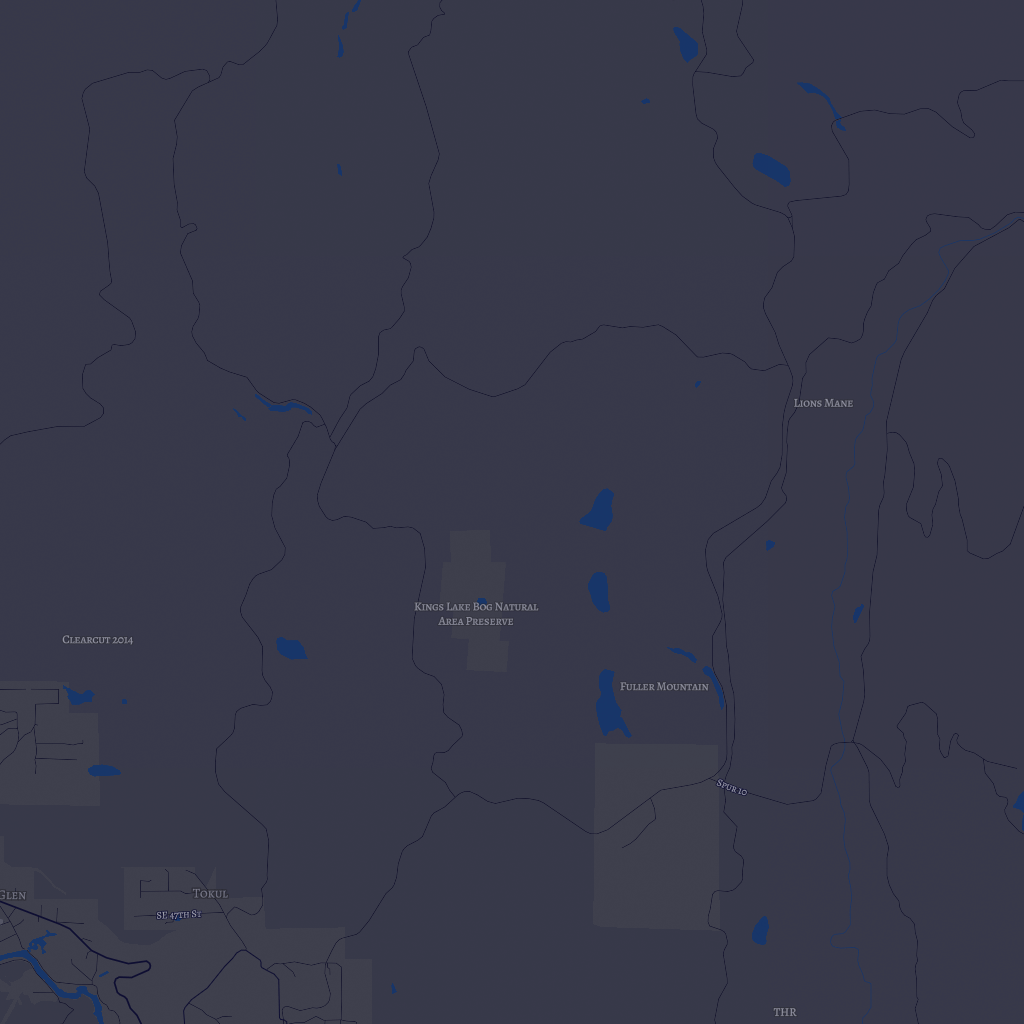 Lions Mane
Kings Lake Bog Natural
Area Preserve
Clearcut 2014
Fuller Mountain
Spur 10
Glen
Tokul
SE 47th St
THR